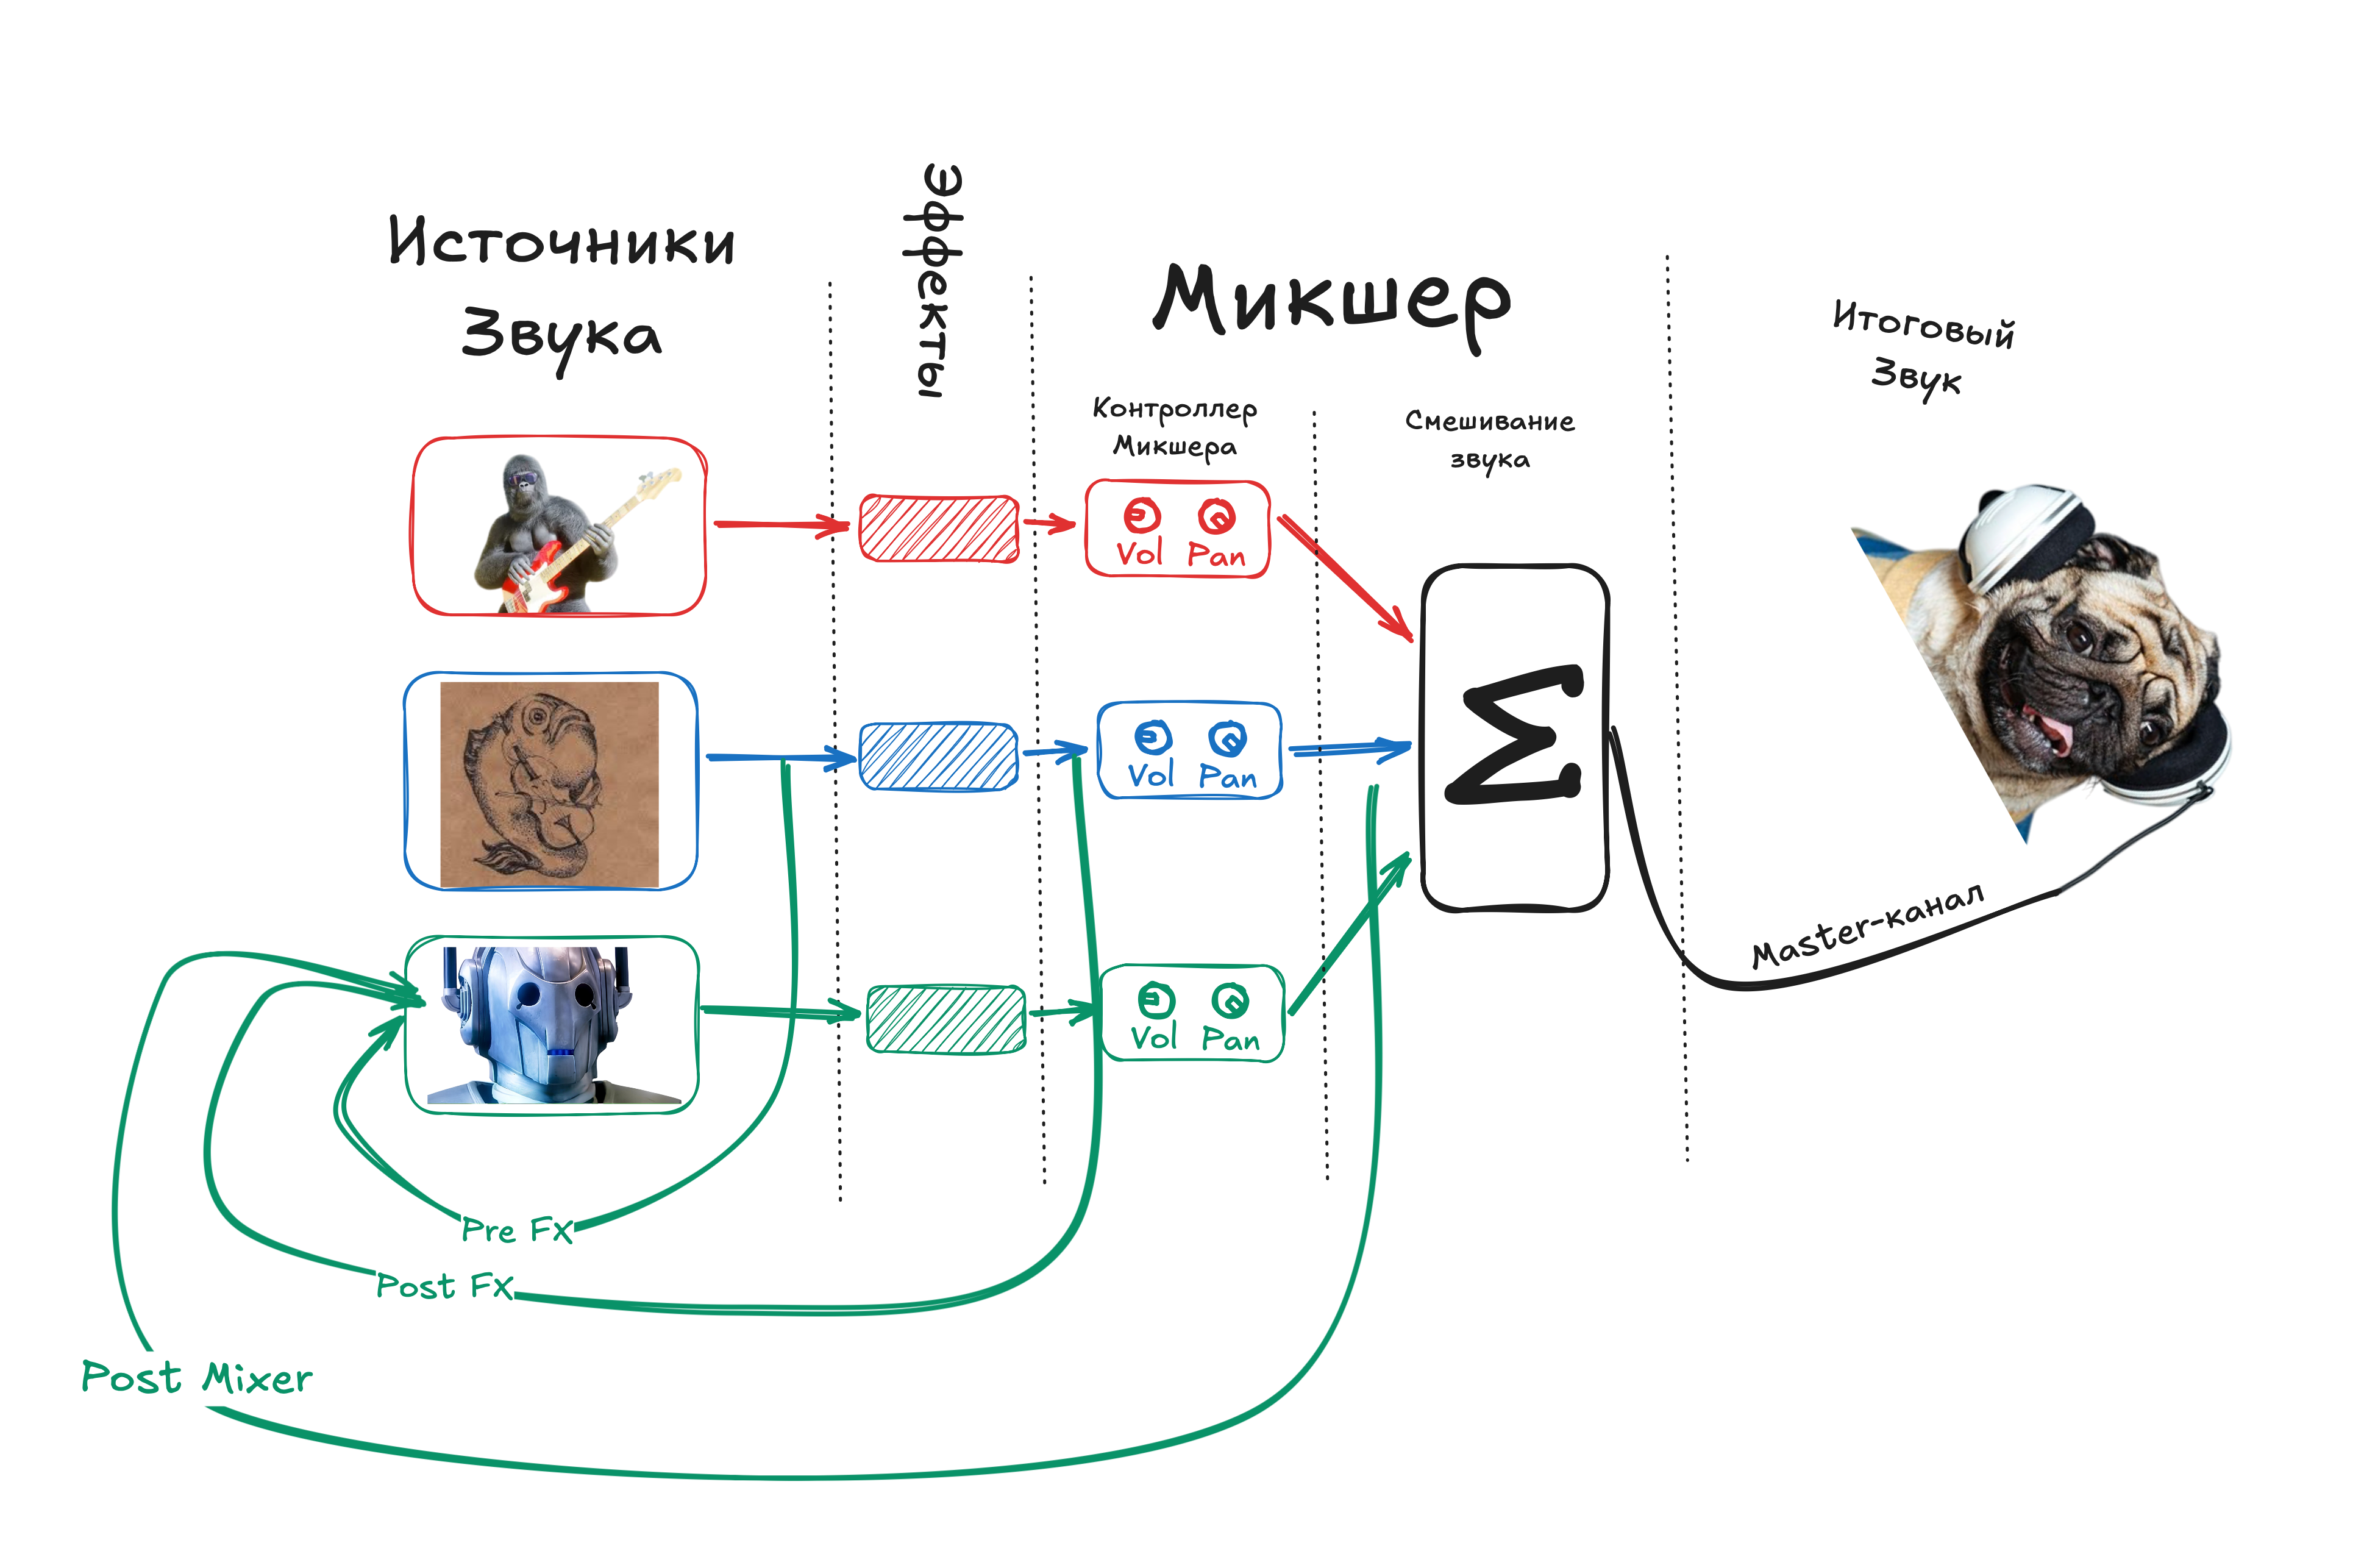 Источники
Звука
Эффекты
Микшер
Контроллер
Микшера
Смешивание
звука
Итоговый
Звук
Vol Pan
Vol Pan
Vol Pan
Σ
Master-канал
Pre FX
Post FX
Post Mixer